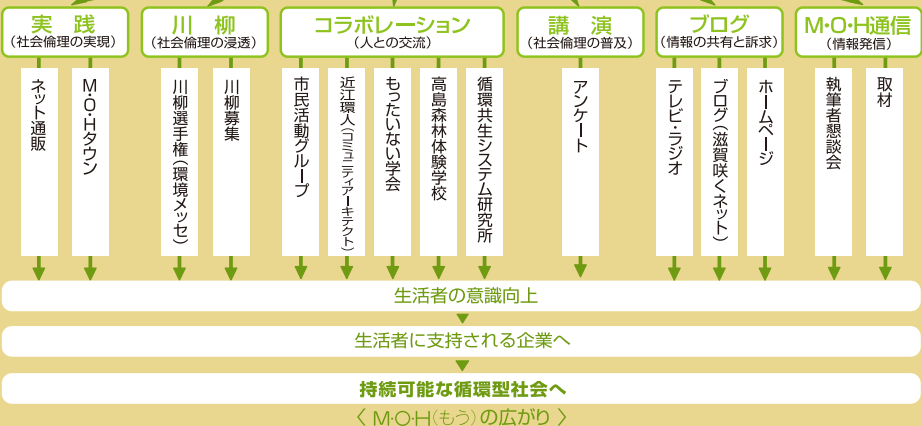 実践
(社会倫理の実現)
川柳
(社会倫理の浸透)
コラボレーション
(人との交流)
講演
(社会倫理の普及)
ブログ
(情報の共有と訴求)
M・O・H通信
(情報発信)
ネット通販
M・O・Hタウン
川柳選手権(環境メッセ)
川柳募集
市民活動グループ
近江環人(コミュニティアーキテクト)
もったいない学会
高島森林体験学校
循環共生システム研究所
アンケート
テレビ・ラジオ
ブログ(滋賀咲くネット)
ホームページ
執筆者懇談会
取材
生活者の意識向上
生活者に支持される企業へ
持続可能な循環型社会へ
〈 M・O・H(もう)の広がり 〉